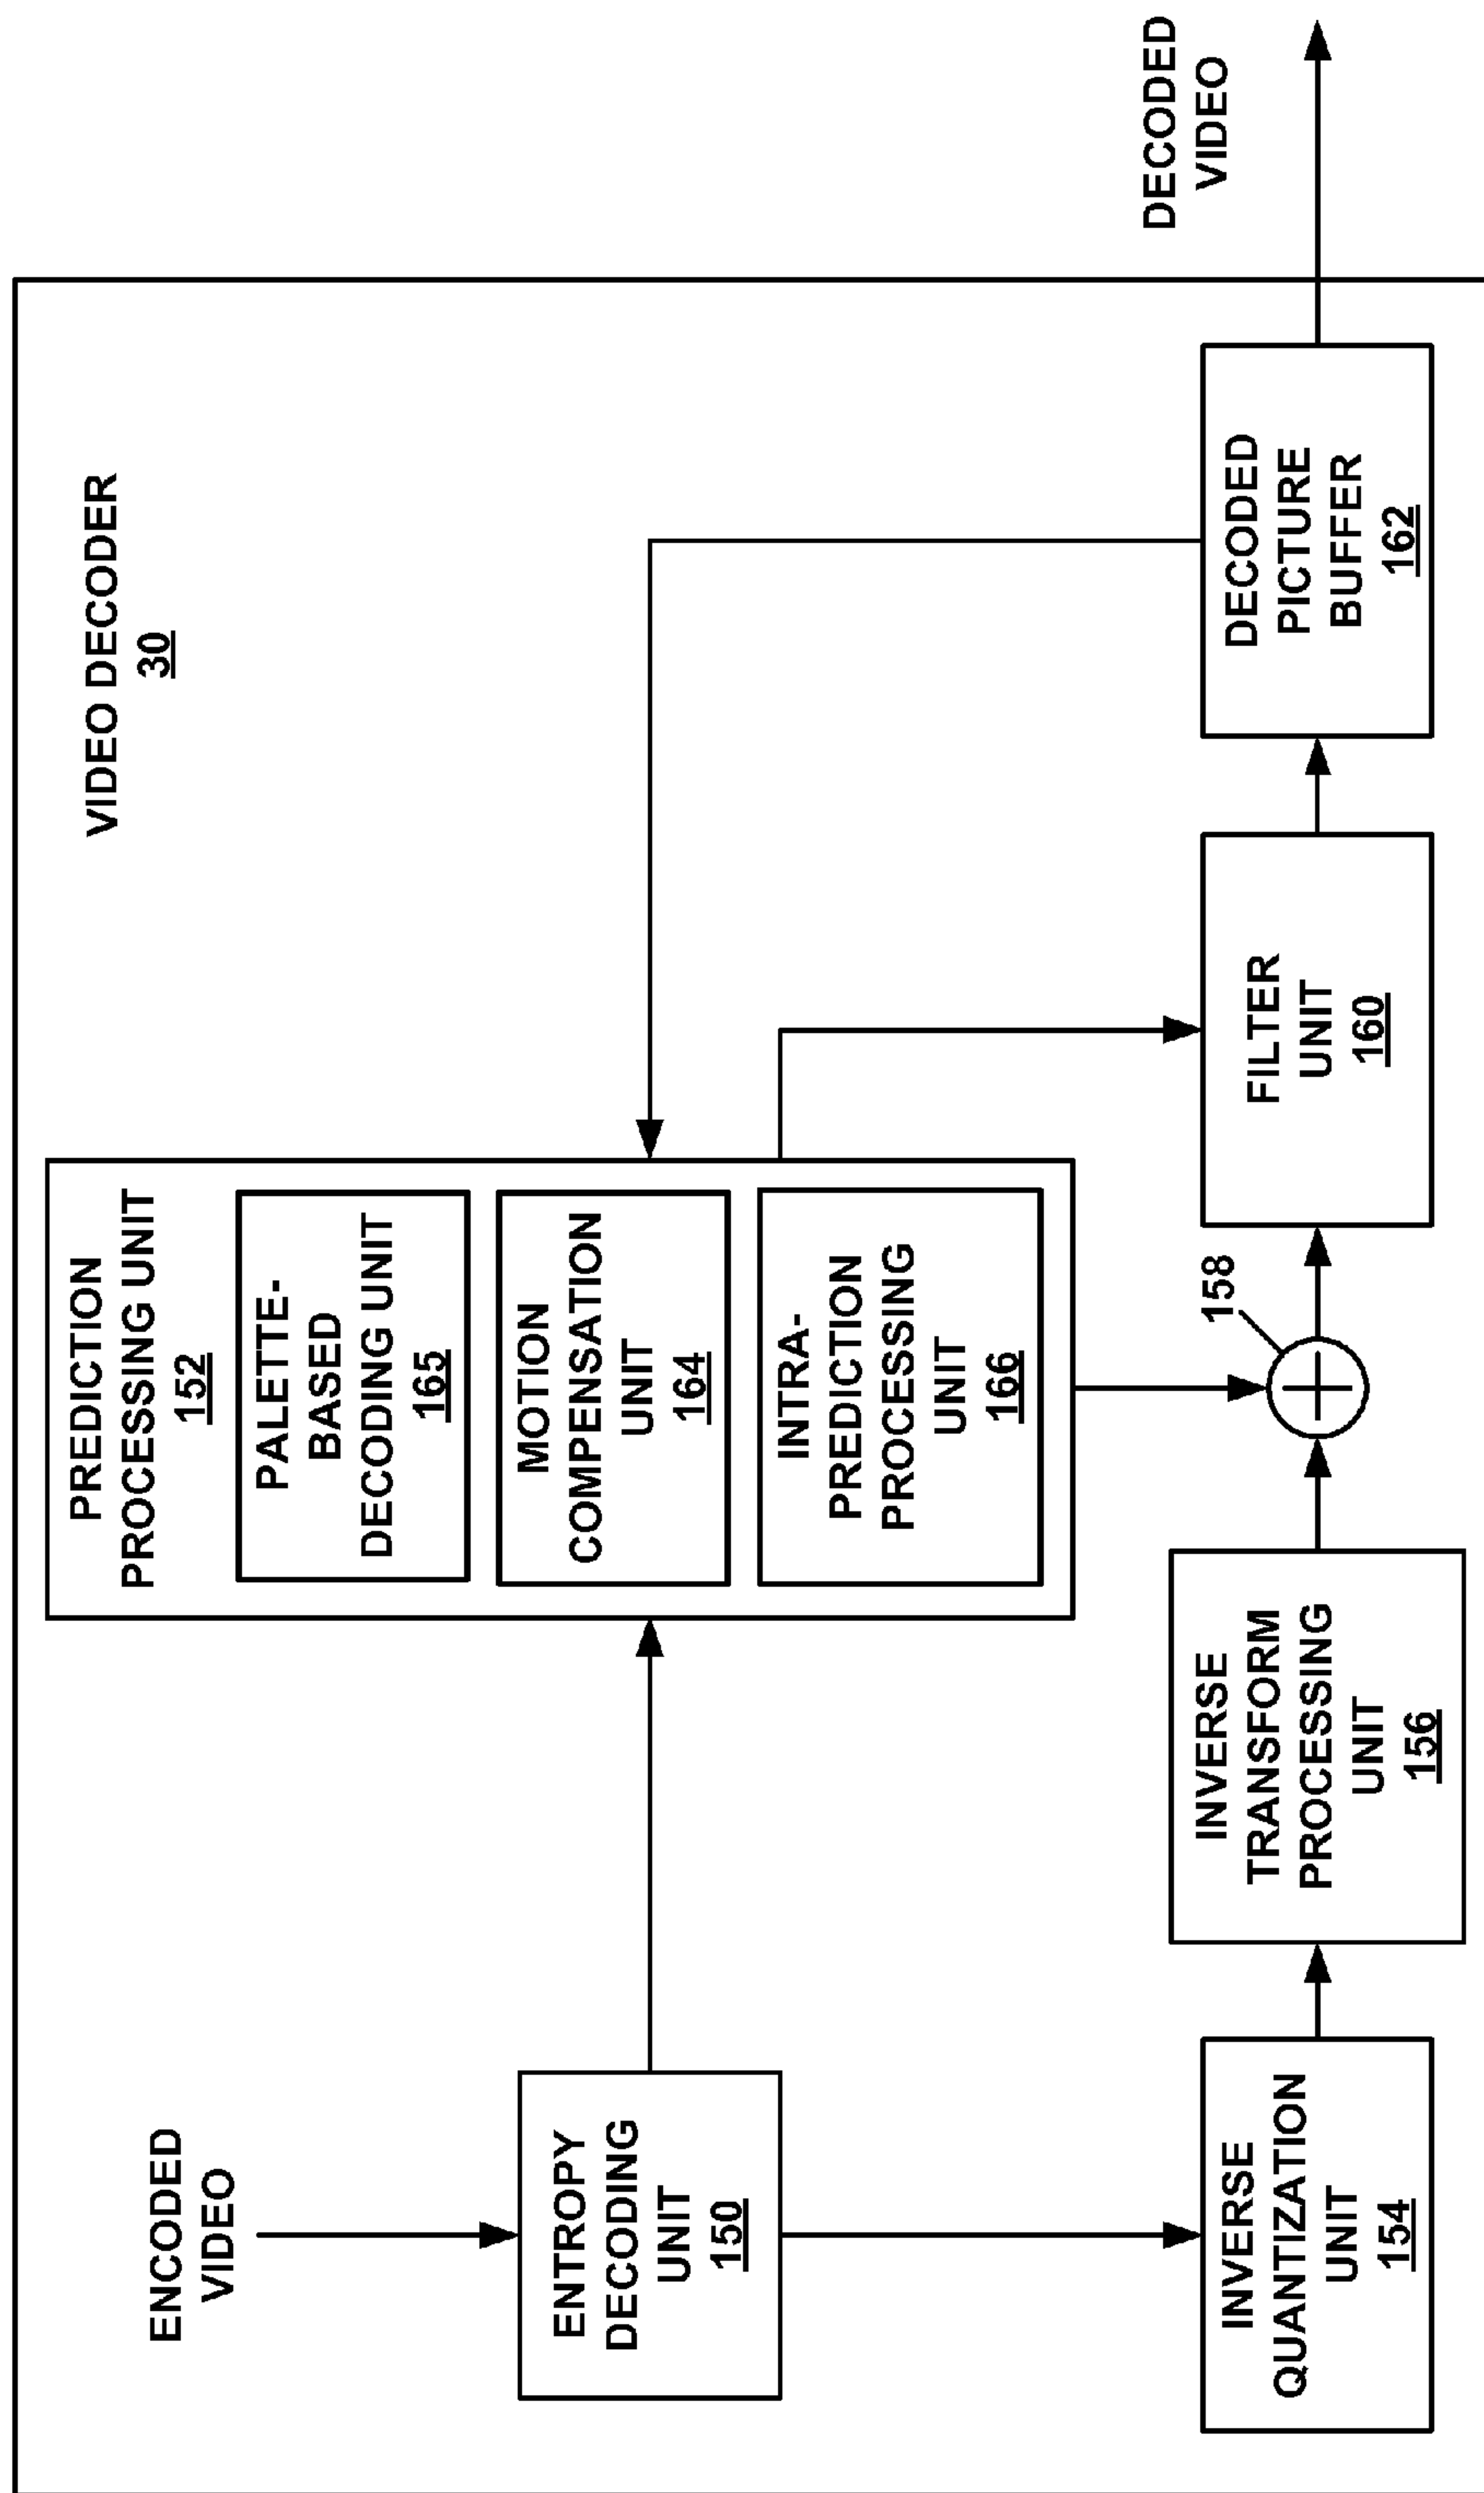 VIDEO DECODER
30
ENCODED
VIDEO
PREDICTION
PROCESSING UNIT
152
PALETTE-
BASED
DECODING UNIT
165
MOTION
COMPENSATION
UNIT
164
INTRA-
PREDICTION
PROCESSING
UNIT
166
ENTROPY
DECODING
UNIT
150
INVERSE
QUANTIZATION
UNIT
154
INVERSE
TRANSFORM
PROCESSING
UNIT
156
158
FILTER
UNIT
160
DECODED
PICTURE
BUFFER
162
DECODED
VIDEO